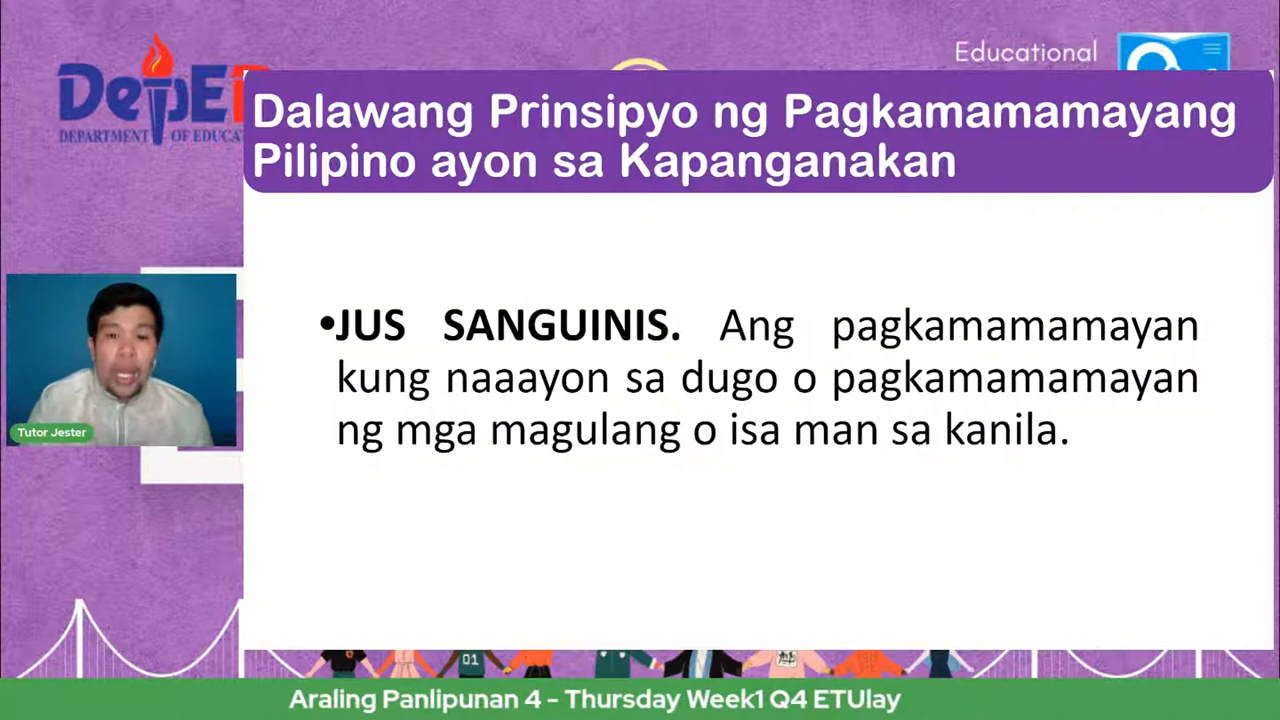 Educational
DepED
DEPARTMENT OF EDUCAT
Dalawang Prinsipyo ng Pagkamamamayang
Pilipino ayon sa Kapanganakan
•JUS SANGUINIS. Ang pagkamamamayan
kung naaayon sa dugo o pagkamamamayan
ng mga magulang o isa man sa kanila.
Tutor Jester
01
Araling Panlipunan 4 - Thursday Week1 Q4 ETUlay